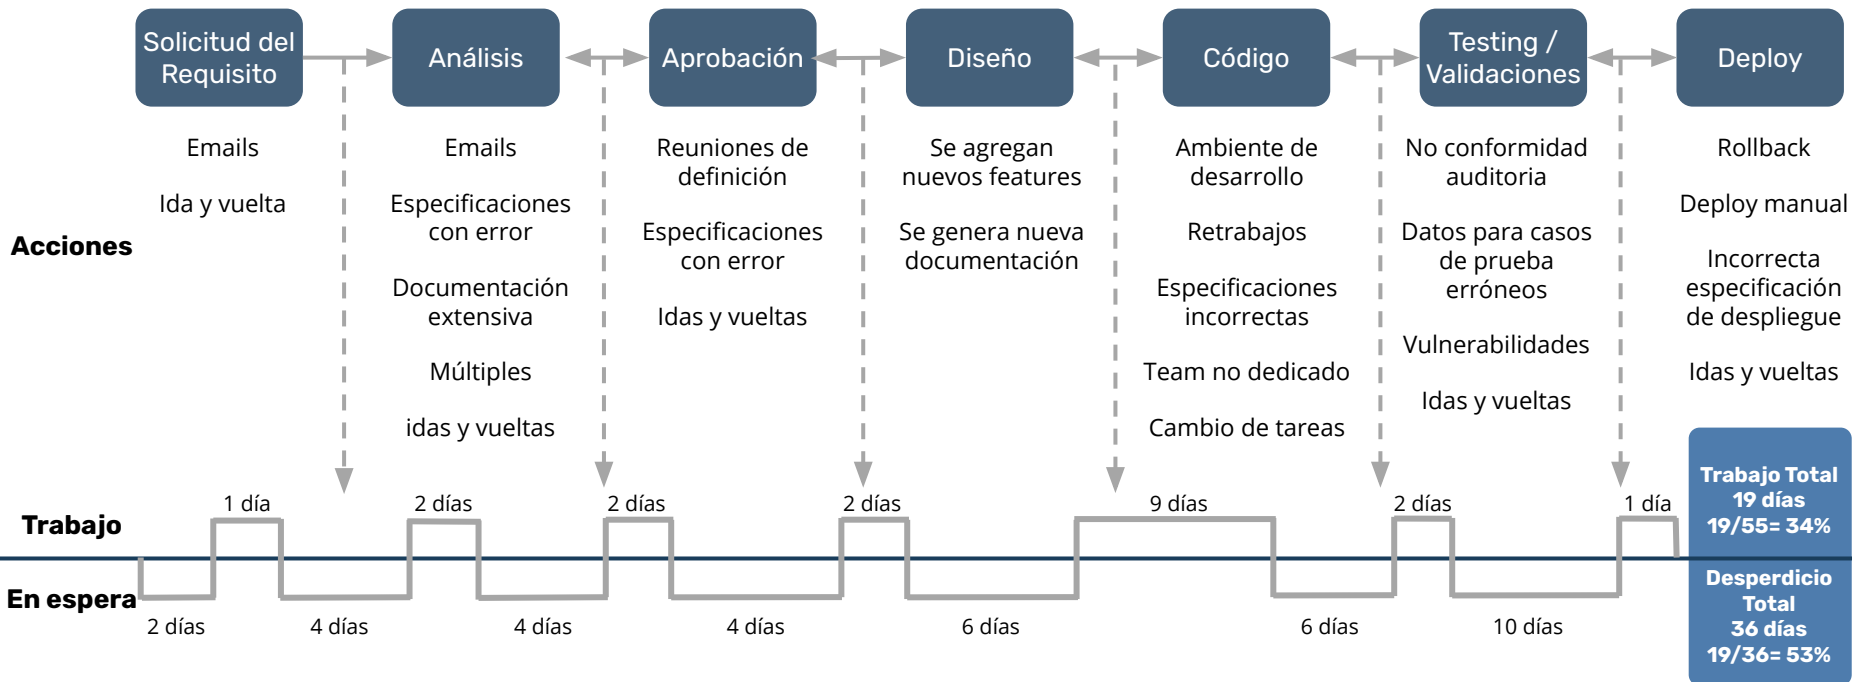 Solicitud del
Requisito
Análisis
Aprobación
Diseño
Código
Testing /
Validaciones
Deploy
Acciones
Emails
Ida y vuelta
Emails
Especificaciones
con error
Documentación
extensiva
Múltiples
idas y vueltas
Reuniones de
definición
Especificaciones
con error
Idas y vueltas
Se agregan
nuevos features
Se genera nueva
documentación
Ambiente de
desarrollo
Retrabajos
Especificaciones
incorrectas
Team no dedicado
Cambio de tareas
No conformidad
auditoria
Datos para casos
de prueba
erróneos
Vulnerabilidades
Idas y vueltas
Rollback
Deploy manual
Incorrecta
especificación
de despliegue
Idas y vueltas
Trabajo
1 día
2 días
2 días
2 días
9 días
2 días
1 día
Trabajo Total
19 días
19/55= 34%
En espera
2 días
4 días
4 días
4 días
6 días
6 días
10 días
Desperdicio
Total
36 días
19/36= 53%